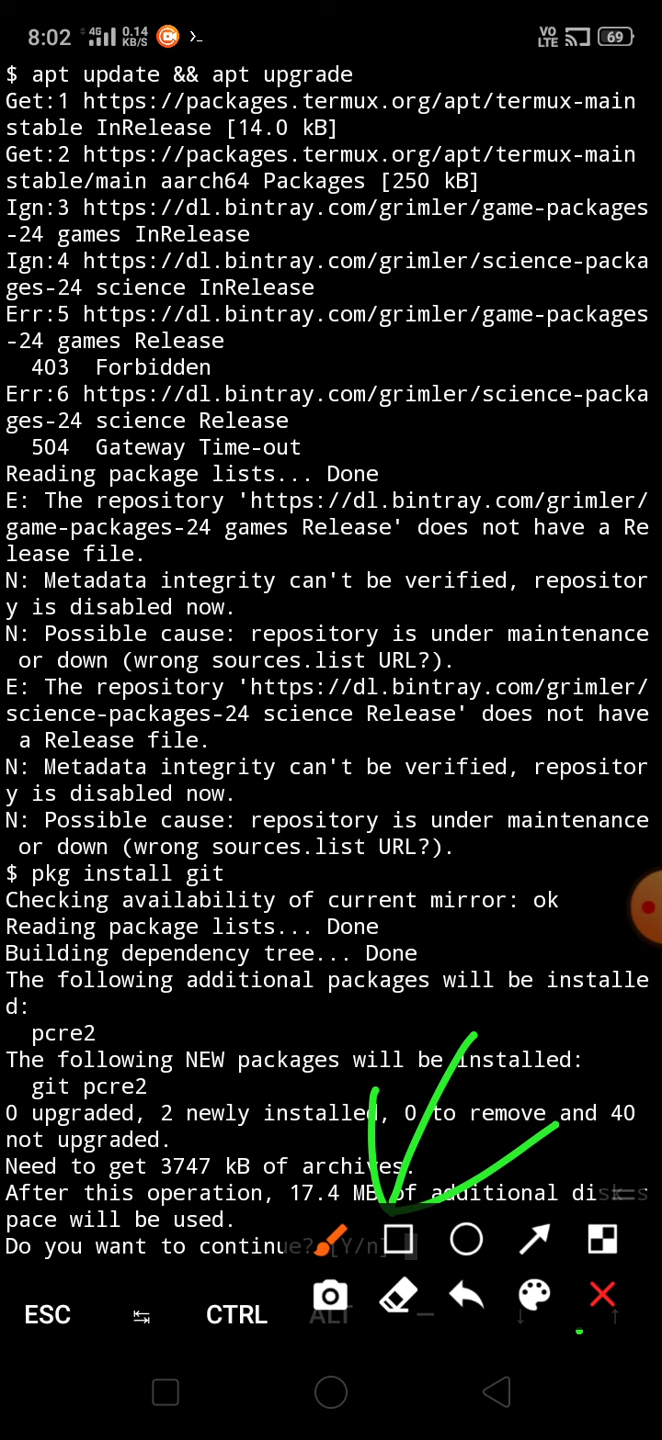 8:02 4G 0.14 KB/S VO LTE 69
$ apt update && apt upgrade
Get:1 https://packages.termux.org/apt/termux-main
stable InRelease [14.0 kB]
Get:2 https://packages.termux.org/apt/termux-main
stable/main aarch64 Packages [250 kB]
Ign:3 https://dl.bintray.com/grimler/game-packages
-24 games InRelease
Ign:4 https://dl.bintray.com/grimler/science-packa
ges-24 science InRelease
Err:5 https://dl.bintray.com/grimler/game-packages
-24 games Release
403  Forbidden
Err:6 https://dl.bintray.com/grimler/science-packa
ges-24 science Release
504  Gateway Time-out
Reading package lists... Done
E: The repository 'https://dl.bintray.com/grimler/
game-packages-24 games Release' does not have a Re
lease file.
N: Metadata integrity can't be verified, repositor
y is disabled now.
N: Possible cause: repository is under maintenance
or down (wrong sources.list URL?).
E: The repository 'https://dl.bintray.com/grimler/
science-packages-24 science Release' does not have
a Release file.
N: Metadata integrity can't be verified, repositor
y is disabled now.
N: Possible cause: repository is under maintenance
or down (wrong sources.list URL?).
$ pkg install git
Checking availability of current mirror: ok
Reading package lists... Done
Building dependency tree... Done
The following additional packages will be installe
d:
pcre2
The following NEW packages will be installed:
git pcre2
0 upgraded, 2 newly installed, 0 to remove and 40
not upgraded.
Need to get 3747 kB of archives.
After this operation, 17.4 MB of additional disk s
pace will be used.
Do you want to continue? [Y/n]
ESC CTRL ALT